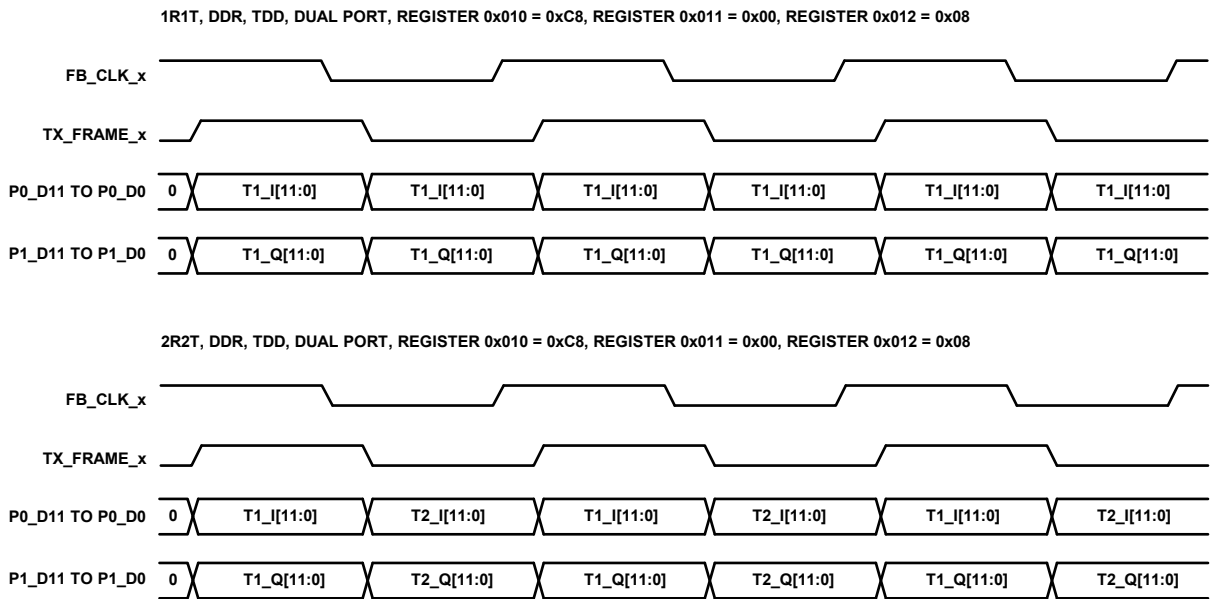 1R1T, DDR, TDD, DUAL PORT, REGISTER 0x010 = 0xC8, REGISTER 0x011 = 0x00, REGISTER 0x012 = 0x08
FB_CLK_x
TX_FRAME_x
P0_D11 TO P0_D0 0 T1_I[11:0] T1_I[11:0] T1_I[11:0] T1_I[11:0] T1_I[11:0] T1_I[11:0]
P1_D11 TO P1_D0 0 T1_Q[11:0] T1_Q[11:0] T1_Q[11:0] T1_Q[11:0] T1_Q[11:0] T1_Q[11:0]
2R2T, DDR, TDD, DUAL PORT, REGISTER 0x010 = 0xC8, REGISTER 0x011 = 0x00, REGISTER 0x012 = 0x08
FB_CLK_x
TX_FRAME_x
P0_D11 TO P0_D0 0 T1_I[11:0] T2_I[11:0] T1_I[11:0] T2_I[11:0] T1_I[11:0] T2_I[11:0]
P1_D11 TO P1_D0 0 T1_Q[11:0] T2_Q[11:0] T1_Q[11:0] T2_Q[11:0] T1_Q[11:0] T2_Q[11:0]